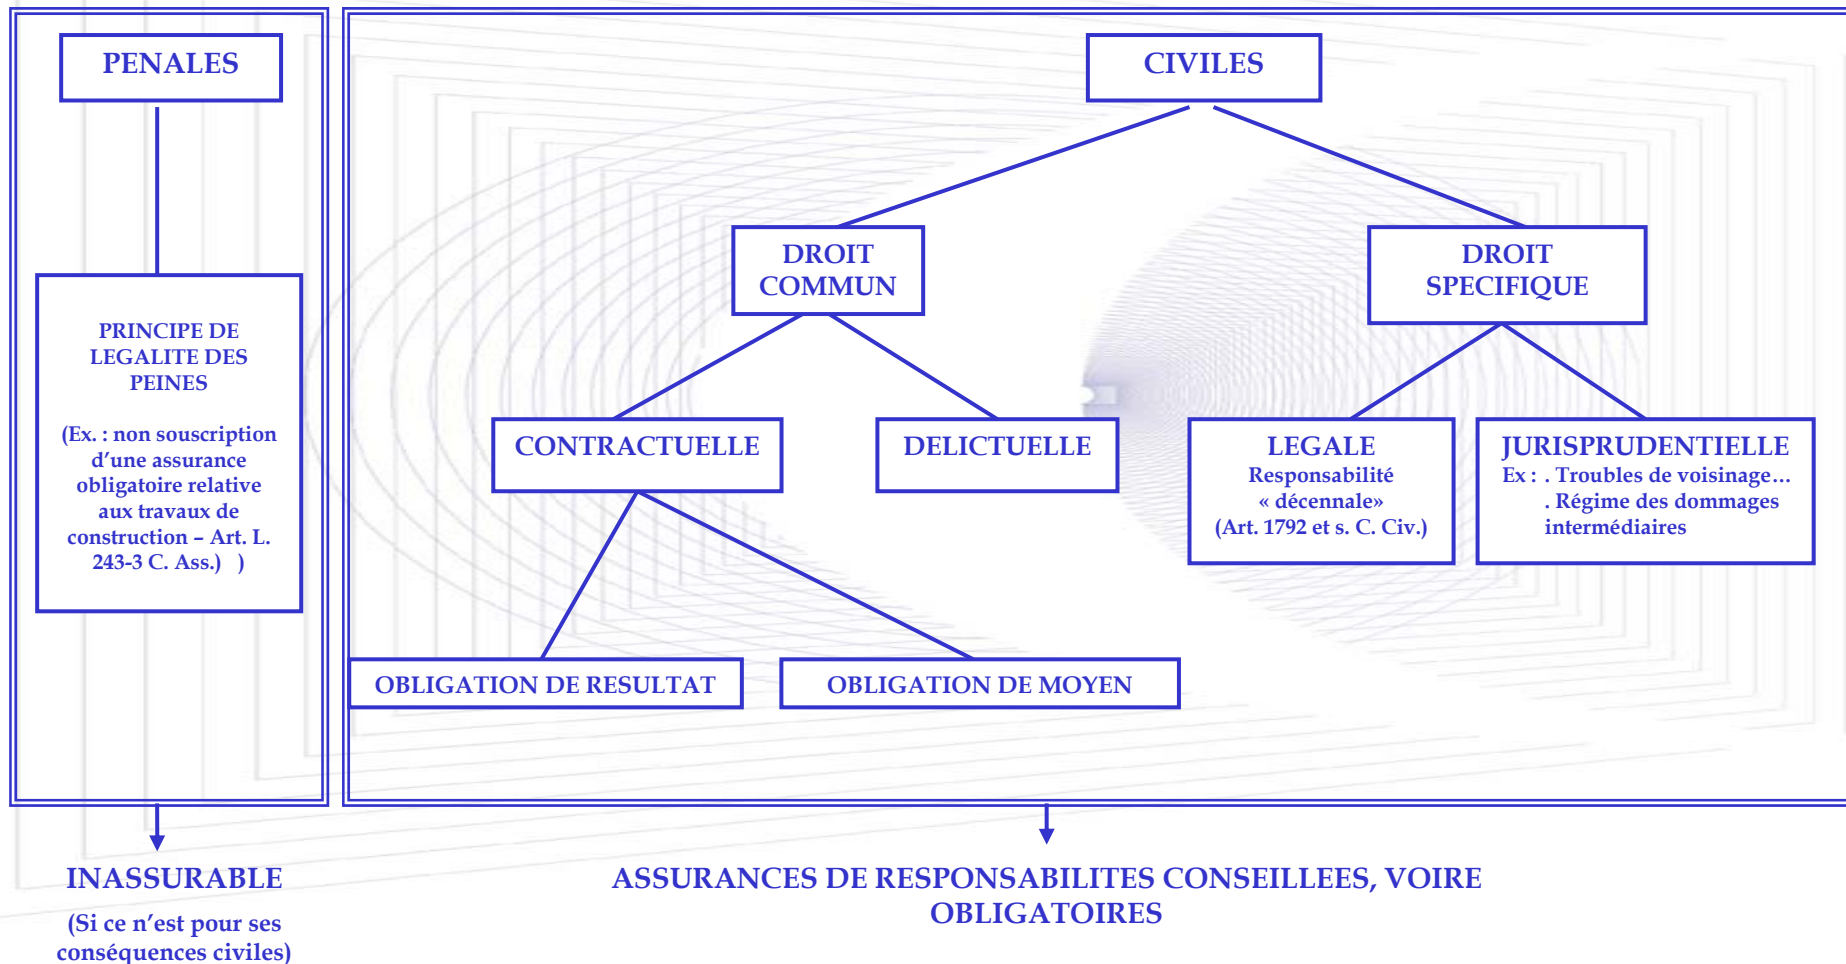 PENALES
PRINCIPE DE
LEGALITE DES
PEINES
(Ex. : non souscription
d’une assurance
obligatoire relative
aux travaux de
construction – Art. L.
243-3 C. Ass.)   )
INASSURABLE
(Si ce n’est pour ses
conséquences civiles)
CIVILES
DROIT
COMMUN
DROIT
SPECIFIQUE
CONTRACTUELLE
DELICTUELLE
LEGALE
Responsabilité
« décennale»
(Art. 1792 et s. C. Civ.)
JURISPRUDENTIELLE
Ex : . Troubles de voisinage…
. Régime des dommages
intermédiaires
OBLIGATION DE RESULTAT
OBLIGATION DE MOYEN
ASSURANCES DE RESPONSABILITES CONSEILLEES, VOIRE
OBLIGATOIRES